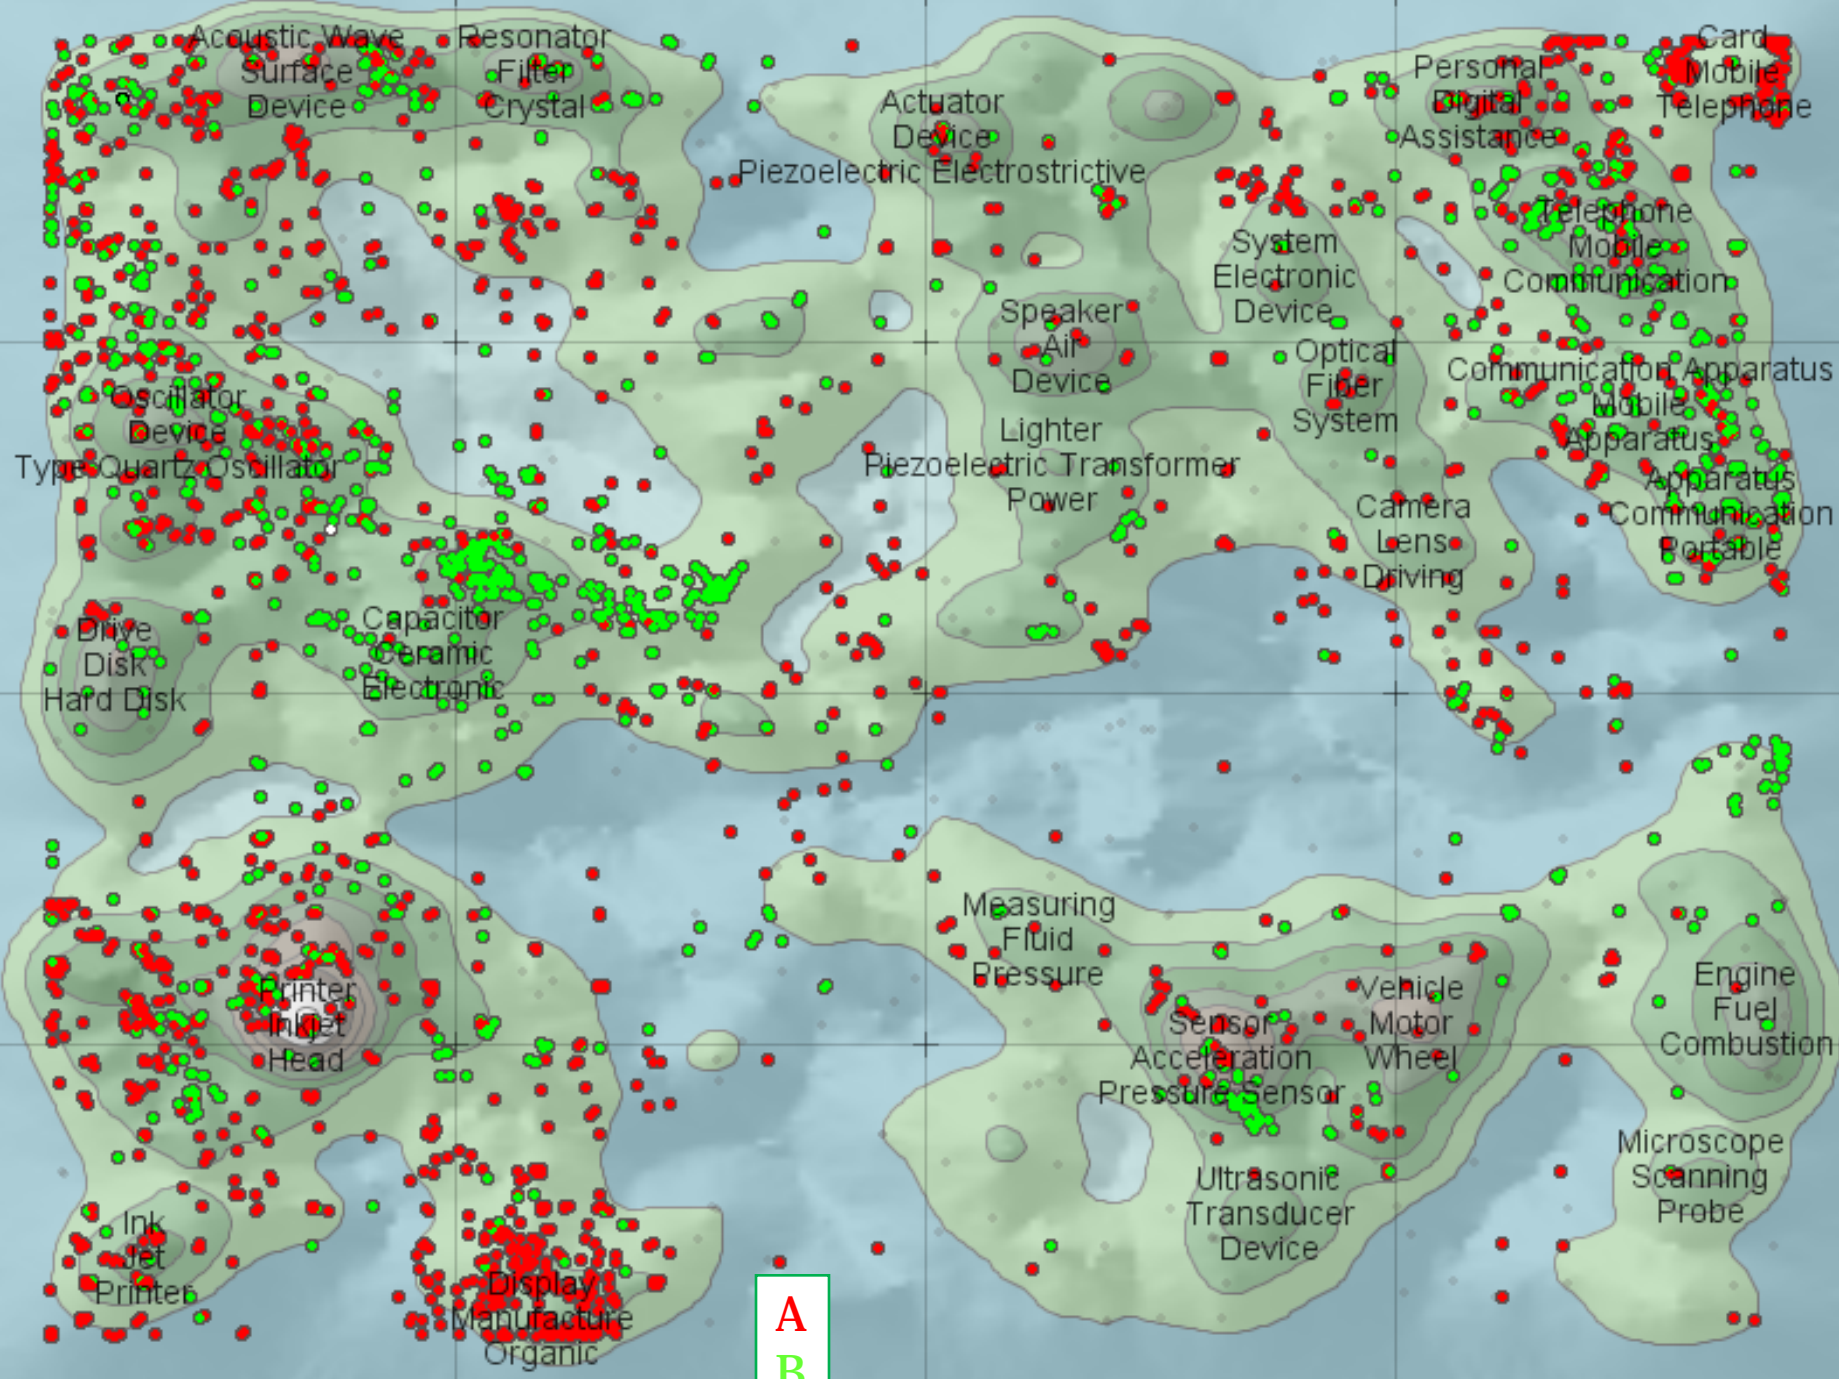 Acoustic Wave
Surface
Device
Resonator
Filter
Crystal
Actuator
Device
Piezoelectric Electrostrictive
Personal
Digital
Assistance
Card
Mobile
Telephone
Telephone
Mobile
Communication
System
Electronic
Device
Speaker
Air
Device
Optical
Fiber
System
Communication Apparatus
Mobile
Apparatus
Apparatus
Communication
Portable
Oscillator
Device
Type Quartz Oscillator
Lighter
Piezoelectric Transformer
Power
Camera
Lens
Driving
Drive
Disk
Hard Disk
Capacitor
Ceramic
Electronic
Measuring
Fluid
Pressure
Printer
Inkjet
Head
Sensor
Acceleration
Pressure Sensor
Vehicle
Motor
Wheel
Engine
Fuel
Combustion
Microscope
Scanning
Probe
Ultrasonic
Transducer
Device
Ink
Jet
Printer
Display
Manufacture
Organic
A
B